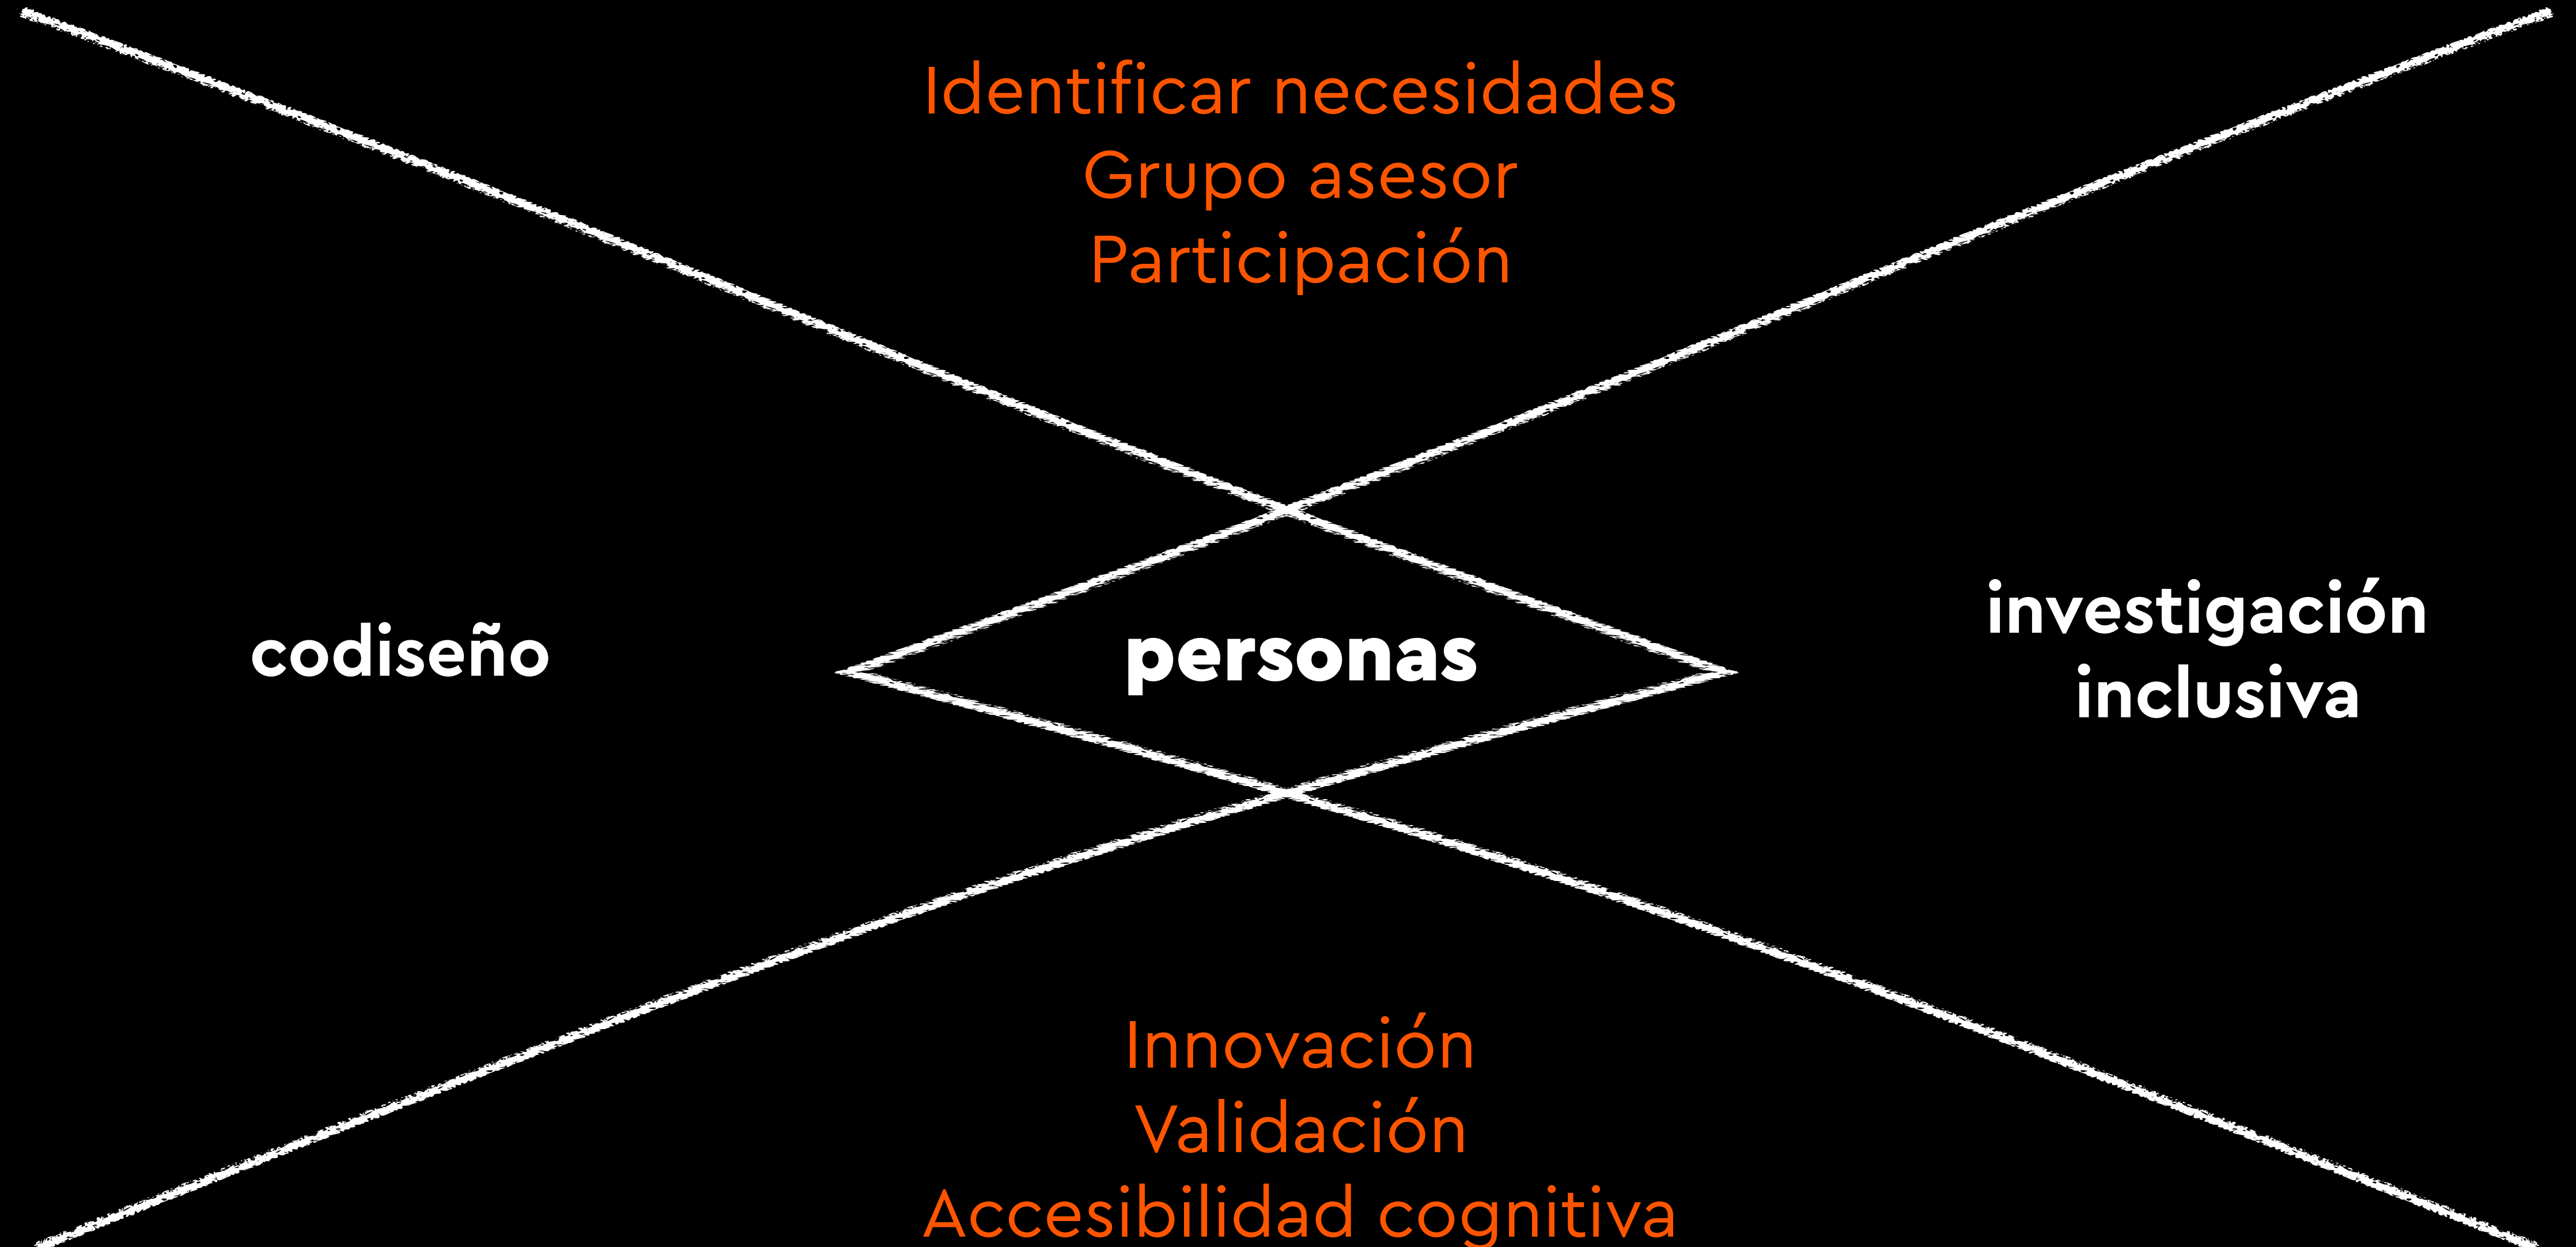 Identificar necesidades
Grupo asesor
Participación
codiseño
personas
investigación
inclusiva
Innovación
Validación
Accesibilidad cognitiva